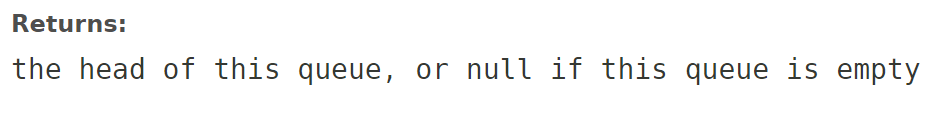 Returns:
the head of this queue, or null if this queue is empty